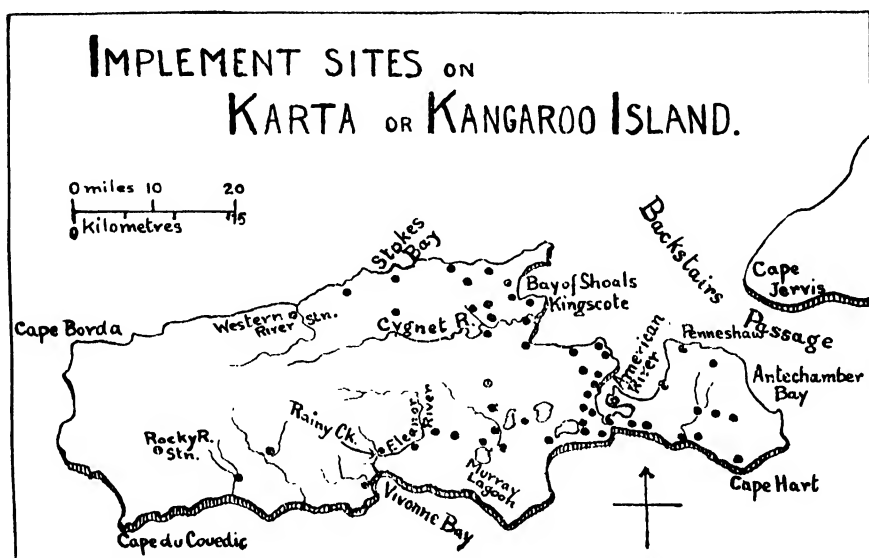 IMPLEMENT SITES ON
KARTA OR KANGAROO ISLAND.
0 miles 10 20
0 Kilometres
Backstairs
Passage
Cape Jervis
Stokes Bay
Bay of Shoals
Kingscote
Western River Stn.
Cygnet R.
Cape Borda
American River
Penneshaw
Antechamber Bay
Rainy Ck.
Eleanor River
Rocky R. Stn.
Murray Lagoon
Cape Hart
Vivonne Bay
Cape du Couedic